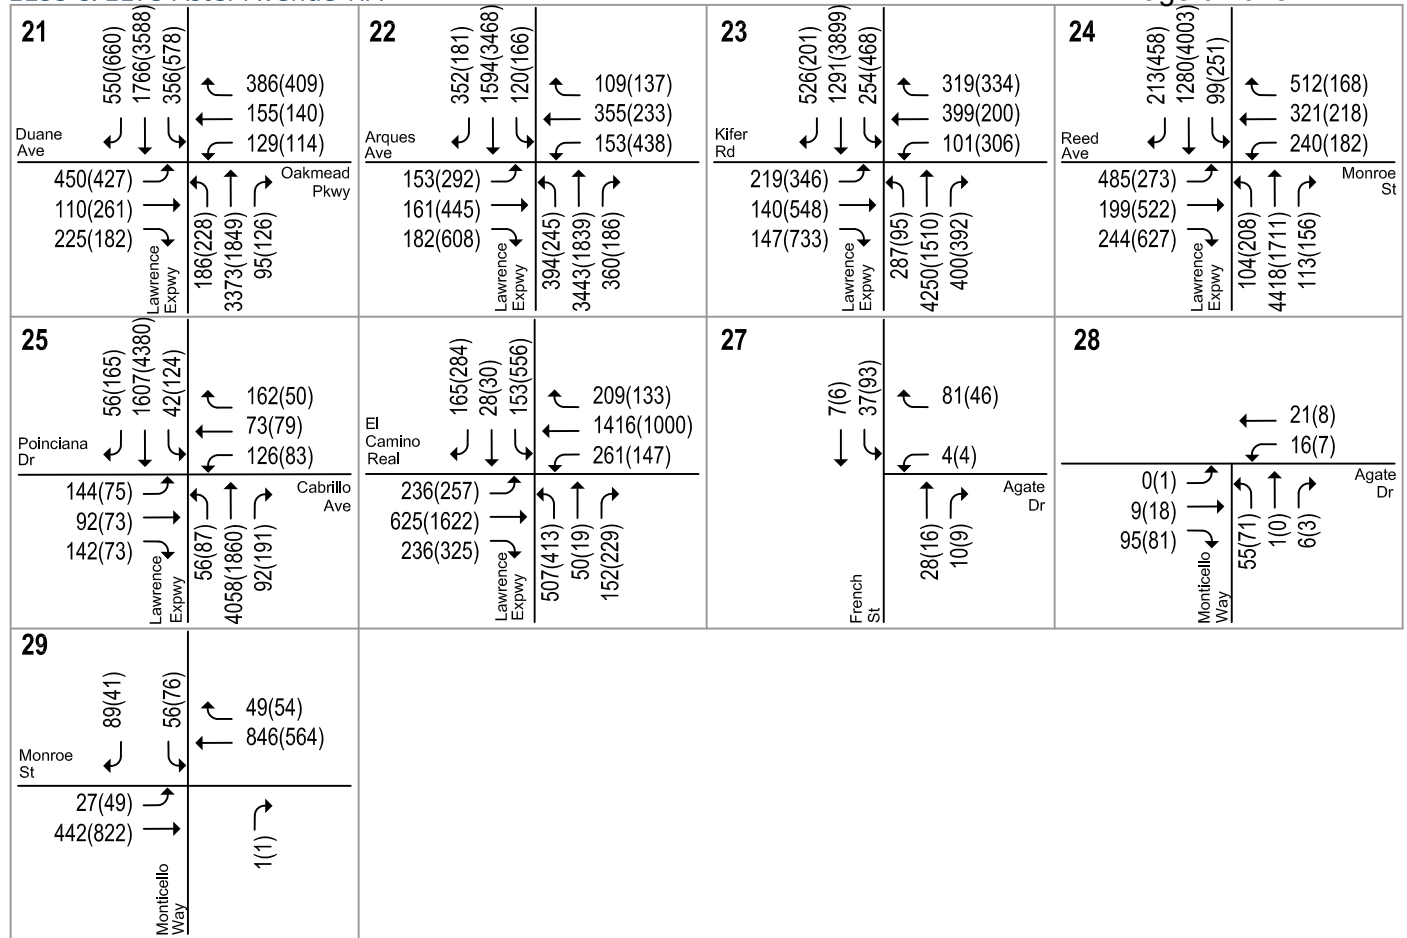 21
550(660)
1766(3588)
356(578)
386(409)
155(140)
129(114)
Duane
Ave
Oakmead
Pkwy
450(427)
110(261)
225(182)
Lawrence
Expwy
186(228)
3373(1849)
95(126)
22
352(181)
1594(3468)
120(166)
109(137)
355(233)
153(438)
Arques
Ave
153(292)
161(445)
182(608)
Lawrence
Expwy
394(245)
3443(1839)
360(186)
23
526(201)
1291(3899)
254(468)
319(334)
399(200)
101(306)
Kifer
Rd
219(346)
140(548)
147(733)
Lawrence
Expwy
287(95)
4250(1510)
400(392)
24
213(458)
1280(4003)
99(251)
512(168)
321(218)
240(182)
Reed
Ave
Monroe
St
485(273)
199(522)
244(627)
Lawrence
Expwy
104(208)
4418(1711)
113(156)
25
56(165)
1607(4380)
42(124)
162(50)
73(79)
126(83)
Poinciana
Dr
Cabrillo
Ave
144(75)
92(73)
142(73)
Lawrence
Expwy
56(87)
4058(1860)
92(191)
165(284)
28(30)
153(556)
209(133)
1416(1000)
261(147)
El
Camino
Real
236(257)
625(1622)
236(325)
Lawrence
Expwy
507(413)
50(19)
152(229)
27
7(6)
37(93)
81(46)
4(4)
Agate
Dr
French
St
28(16)
10(9)
28
21(8)
16(7)
Agate
Dr
0(1)
9(18)
95(81)
Monticello
Way
55(71)
1(0)
6(3)
29
89(41)
56(76)
49(54)
846(564)
Monroe
St
27(49)
442(822)
Monticello
Way
1(1)